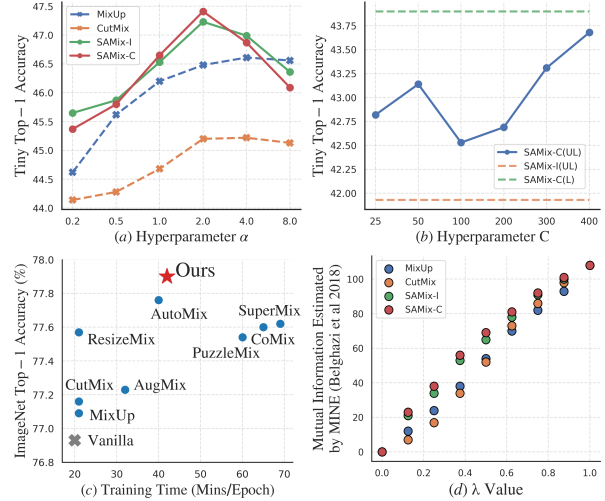 Tiny Top − 1 Accuracy
47.5
47.0
46.5
46.0
45.5
45.0
44.5
44.0
MixUp
CutMix
SAMix-I
SAMix-C
0.2
0.5
1.0
2.0
4.0
8.0
(a) Hyperparameter α
Tiny Top − 1 Accuracy
43.75
43.50
43.25
43.00
42.75
42.50
42.25
42.00
SAMix-C(UL)
SAMix-I(UL)
SAMix-C(L)
25
50
100
200
300
400
(b) Hyperparameter C
ImageNet Top − 1 Accuracy (%)
78.0
77.8
77.6
77.4
77.2
77.0
76.8
Ours
AutoMix
SuperMix
ResizeMix
CoMix
PuzzleMix
CutMix
AugMix
MixUp
Vanilla
20
30
40
50
60
70
(c) Training Time (Mins/Epoch)
Mutual Information Estimated
by MINE (Belghazi et al 2018)
100
80
60
40
20
0
MixUp
CutMix
SAMix-I
SAMix-C
0.0
0.2
0.4
0.6
0.8
1.0
(d) λ Value